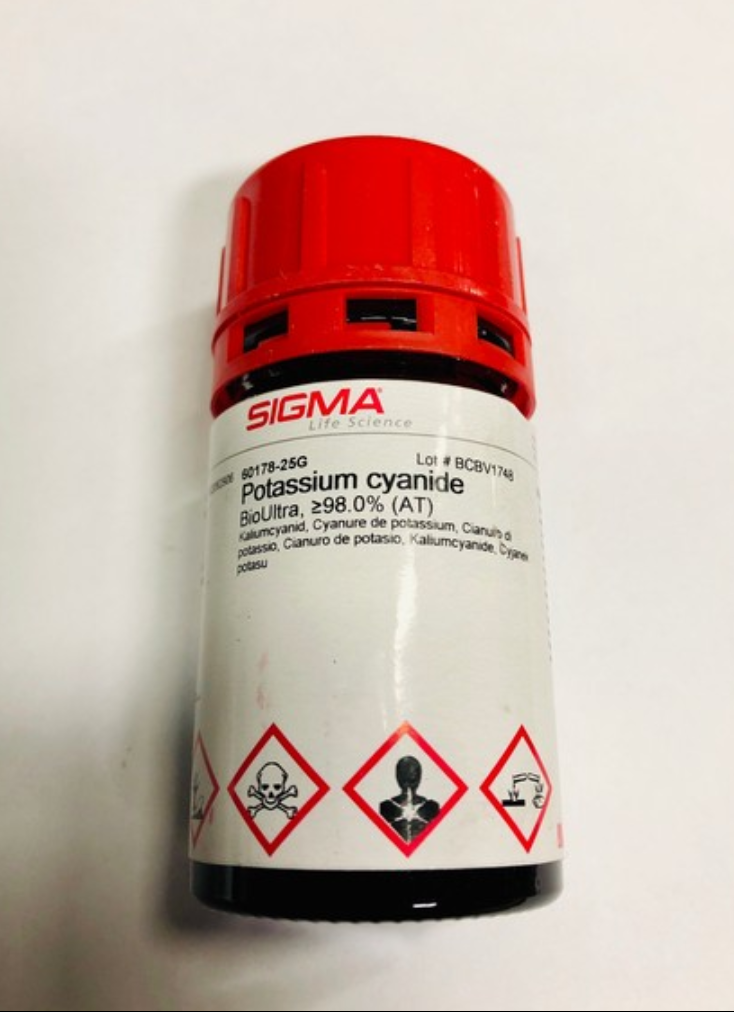 SIGMA
Life Science
60178-25G Lot # BCBV1748
Potassium cyanide
BioUltra, ≥98.0% (AT)
Kaliumcyanid, Cyanure de potassium, Cianuro di
potassio, Cianuro de potasio, Kaliumcyanide, Cyjanek
potasu